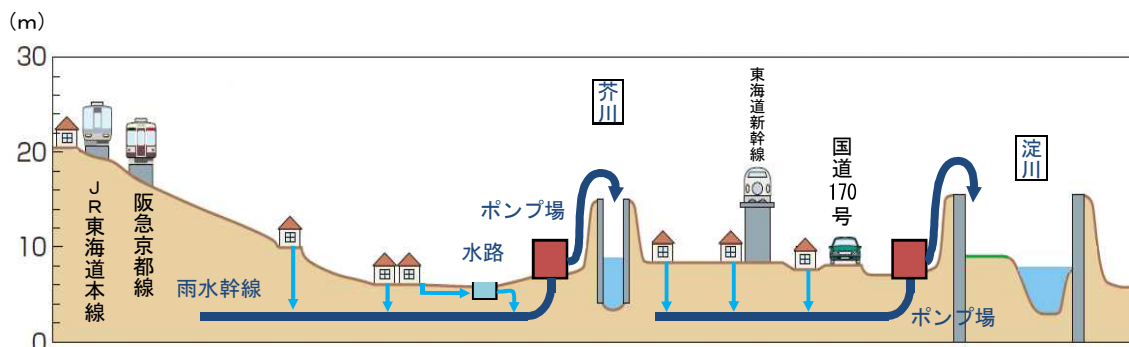 (m)
30
20
10
0
JR東海道本線
阪急京都線
雨水幹線
水路
ポンプ場
芥川
東海道新幹線
国道170号
ポンプ場
淀川